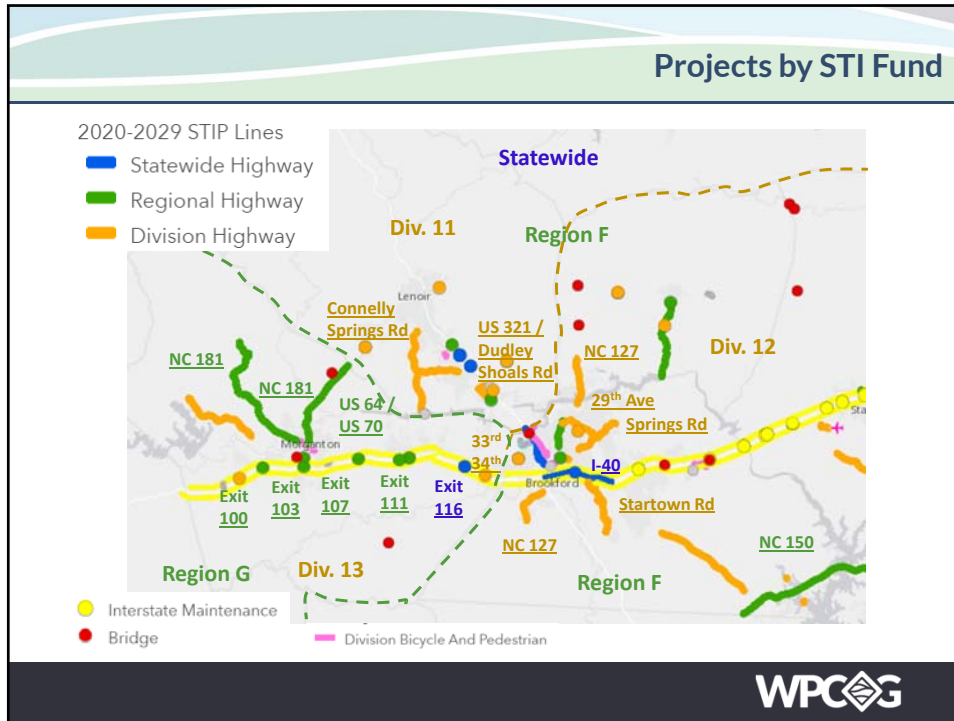 Projects by STI Fund
2020-2029 STIP Lines
Statewide Highway
Regional Highway
Division Highway
Statewide
Div. 11
Region F
Lenoir
Connelly
Springs Rd
US 321 /
Dudley
Shoals Rd
NC 127
Div. 12
NC 181
NC 181
US 64 /
US 70
29th Ave
Springs Rd
Morganton
33rd
34th
I-40
Brookford
Exit
100
Exit
103
Exit
107
Exit
111
Exit
116
Startown Rd
NC 127
NC 150
Region G
Div. 13
Region F
Interstate Maintenance
Bridge
Division Bicycle And Pedestrian
WPCOG